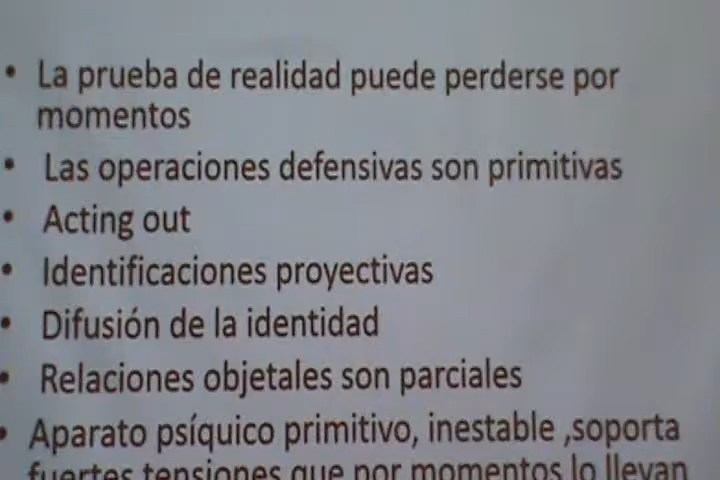 • La prueba de realidad puede perderse por
momentos
• Las operaciones defensivas son primitivas
• Acting out
• Identificaciones proyectivas
• Difusión de la identidad
• Relaciones objetales son parciales
• Aparato psíquico primitivo, inestable ,soporta
fuertes tensiones que por momentos lo llevan